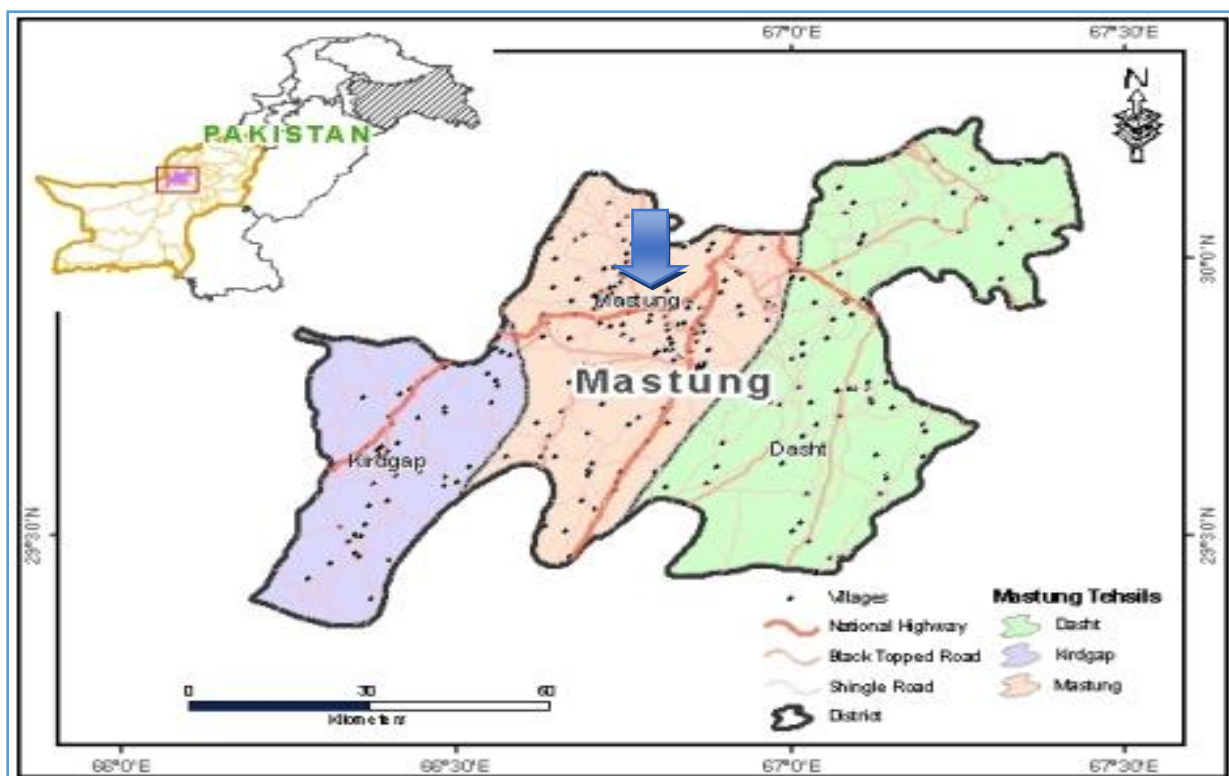 67°0'0"E
67°30'E
N
PAKISTAN
30°0'N
Mastung
Mastung
Kirdgap
Dasht
29°30'N
29°30'N
Villages
National Highway
Black Topped Road
Shingle Road
District
Mastung Tehsils
Dasht
Kirdgap
Mastung
0 30 60
Kilometers
66°0'E
66°30'E
67°0'E
67°30'E